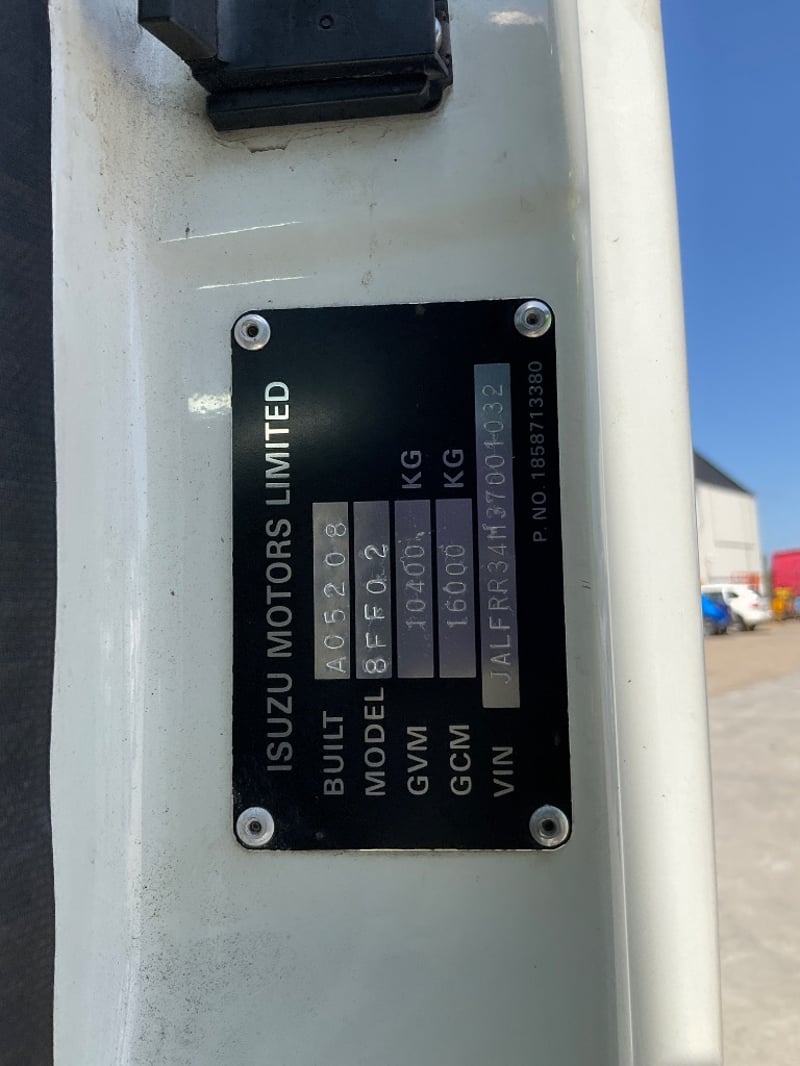 ISUZU MOTORS LIMITED
BUILT A05208
MODEL 8FF02
GVM 10400 KG
GCM 16000 KG
VIN JALFRR34M37001032
P. NO. 1858713380